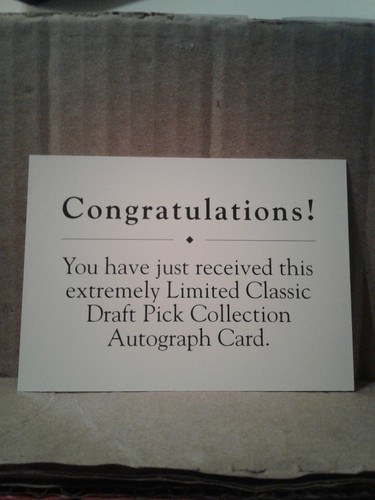 Congratulations!
You have just received this
extremely Limited Classic
Draft Pick Collection
Autograph Card.